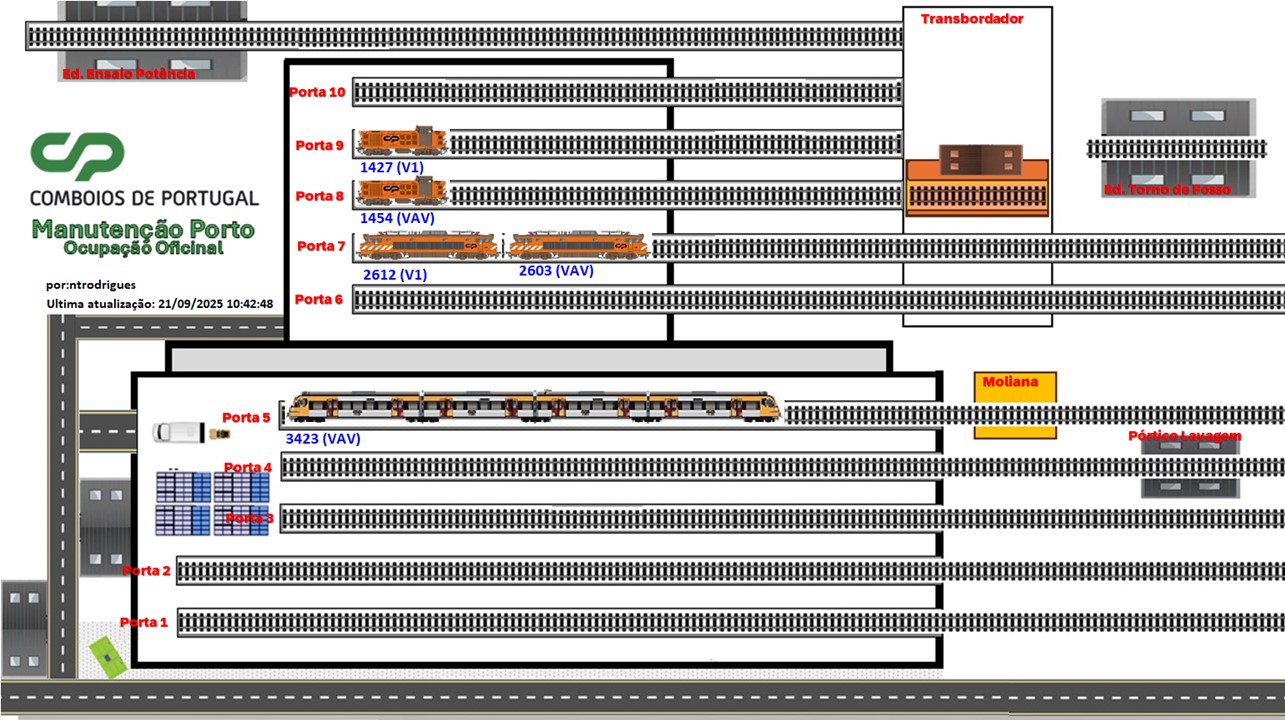 Transbordador
Ed. Ensaio Potência
Porta 10
Porta 9
1427 (V1)
Porta 8
1454 (VAV)
Porta 7
2612 (V1)
2603 (VAV)
Porta 6
Ed. Torno de Fosso
CP
COMBOIOS DE PORTUGAL
Manutenção Porto
Ocupação Oficinal
por:ntrodrigues
Ultima atualização: 21/09/2025 10:42:48
Porta 5
3423 (VAV)
Moliana
Pórtico Lavagem
Porta 4
Porta 3
Porta 2
Porta 1